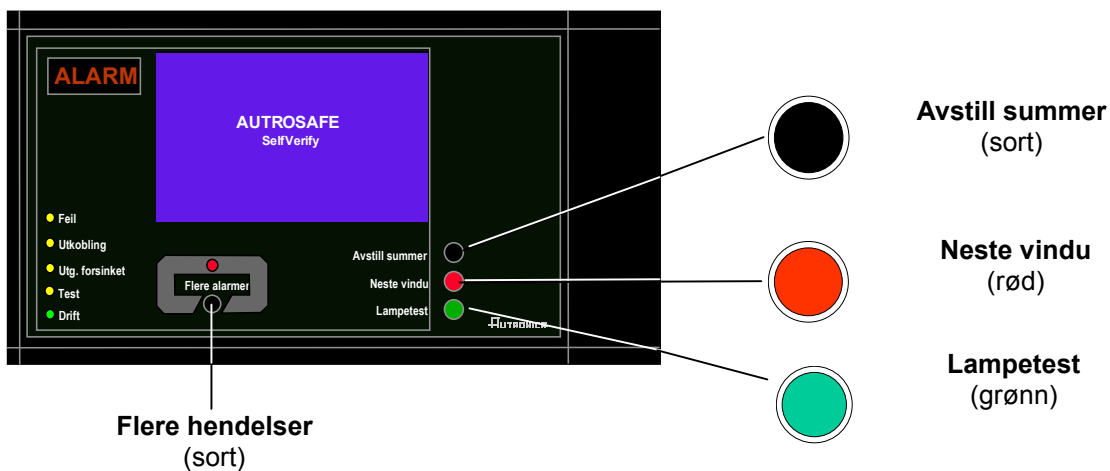 ALARM
AUTROSAFE
SelfVerify
Feil
Utkobling
Utg. forsinket
Test
Drift
Flere alarmer
Avstill summer
Neste vindu
Lampetest
AUTRONICA
Avstill summer
(sort)
Neste vindu
(rød)
Lampetest
(grønn)
Flere hendelser
(sort)